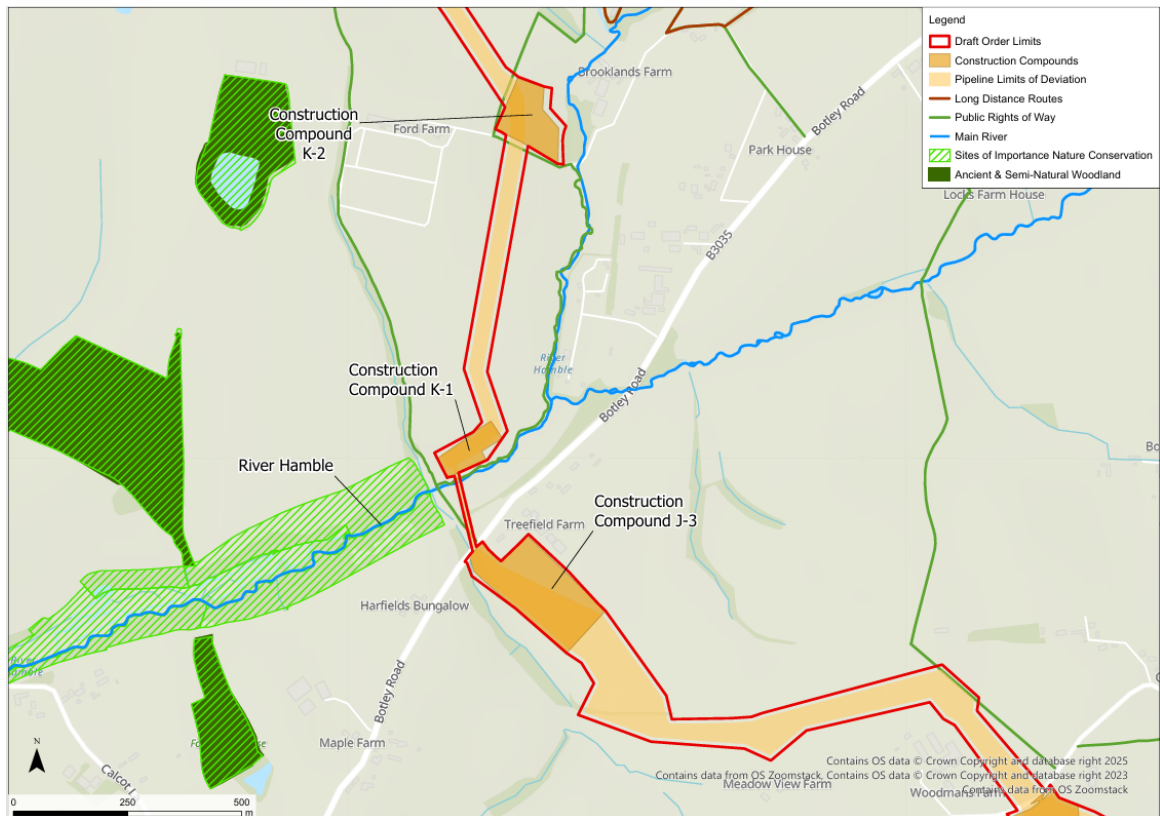 Legend
Draft Order Limits
Construction Compounds
Pipeline Limits of Deviation
Long Distance Routes
Public Rights of Way
Main River
Sites of Importance Nature Conservation
Ancient & Semi-Natural Woodland
Brooklands Farm
Construction
Compound
K-2
Ford Farm
Botley Road
Park House
Locks Farm House
B3035
River
Hamble
Construction
Compound K-1
Botley Road
River Hamble
Construction
Compound J-3
Treefield Farm
Harfields Bungalow
Botley Road
Maple Farm
N
0 250 500
m
Contains OS data © Crown Copyright and database right 2025
Contains data from OS Zoomstack, Contains OS data © Crown Copyright and database right 2023
Contains data from OS Zoomstack
Meadow View Farm
Woodmans Farm